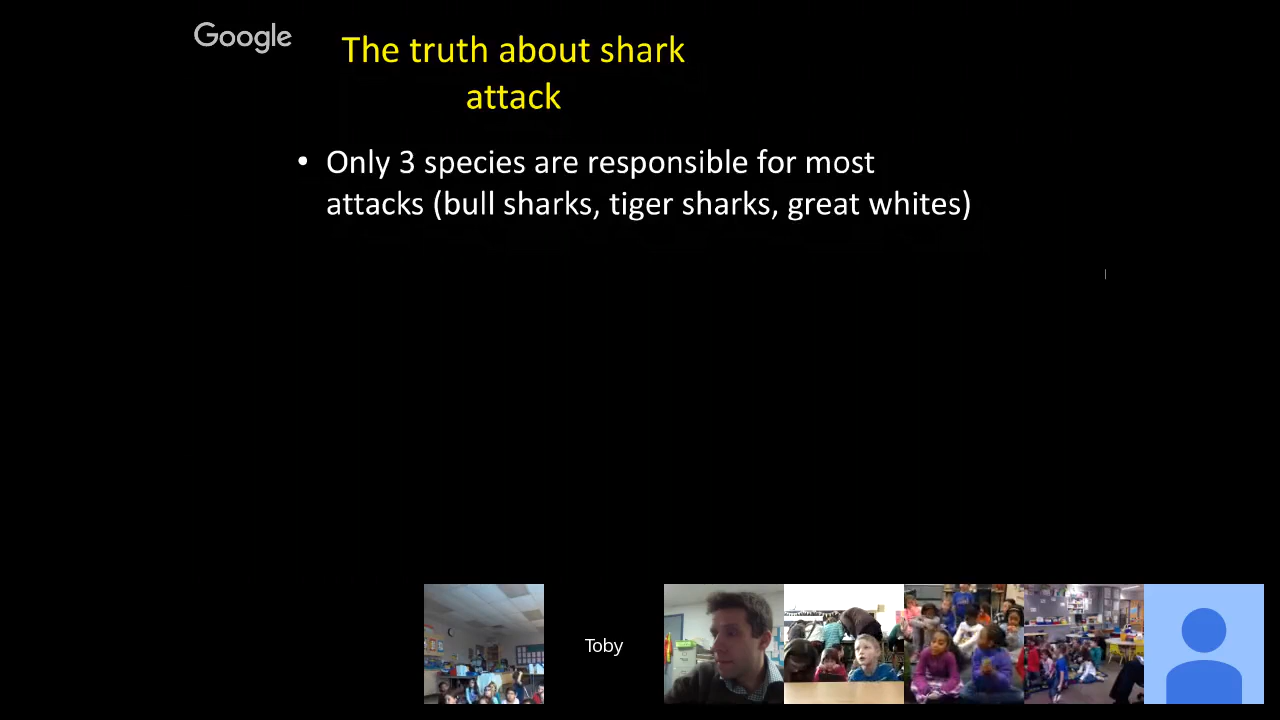 Google
The truth about shark
attack
• Only 3 species are responsible for most
attacks (bull sharks, tiger sharks, great whites)
Toby